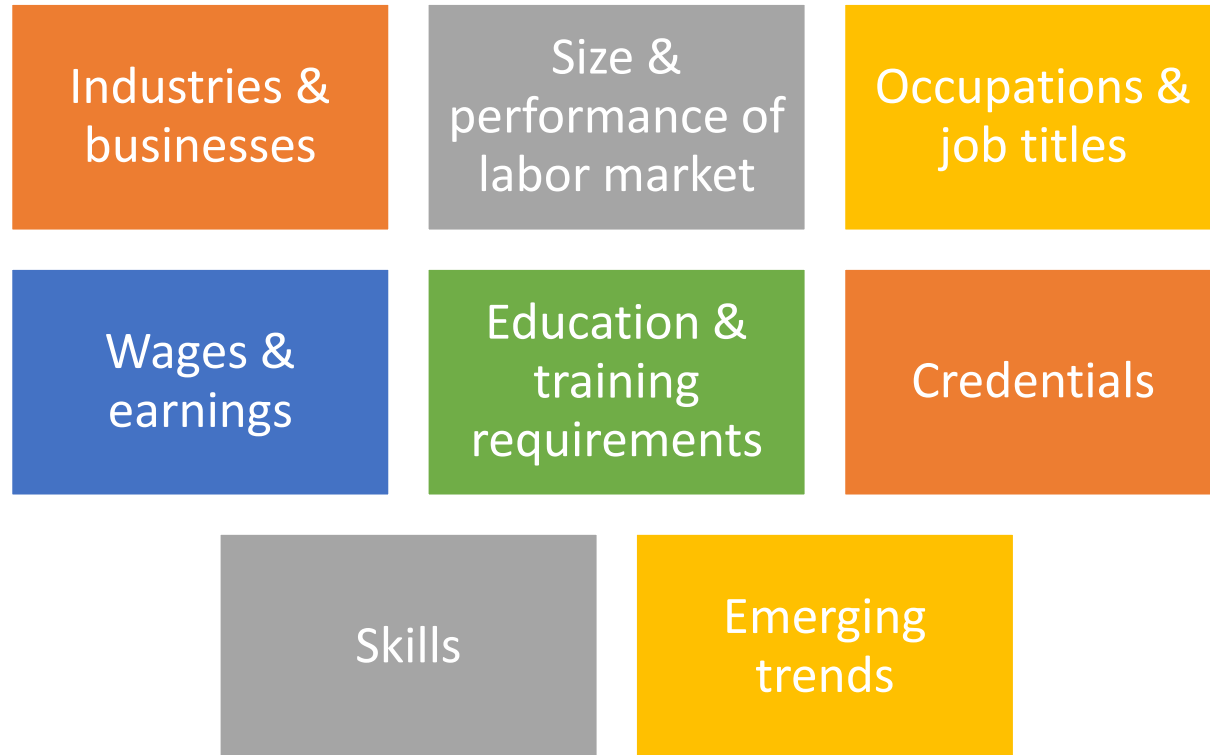 Industries &
businesses
Size &
performance of
labor market
Occupations &
job titles
Wages &
earnings
Education &
training
requirements
Credentials
Skills
Emerging
trends